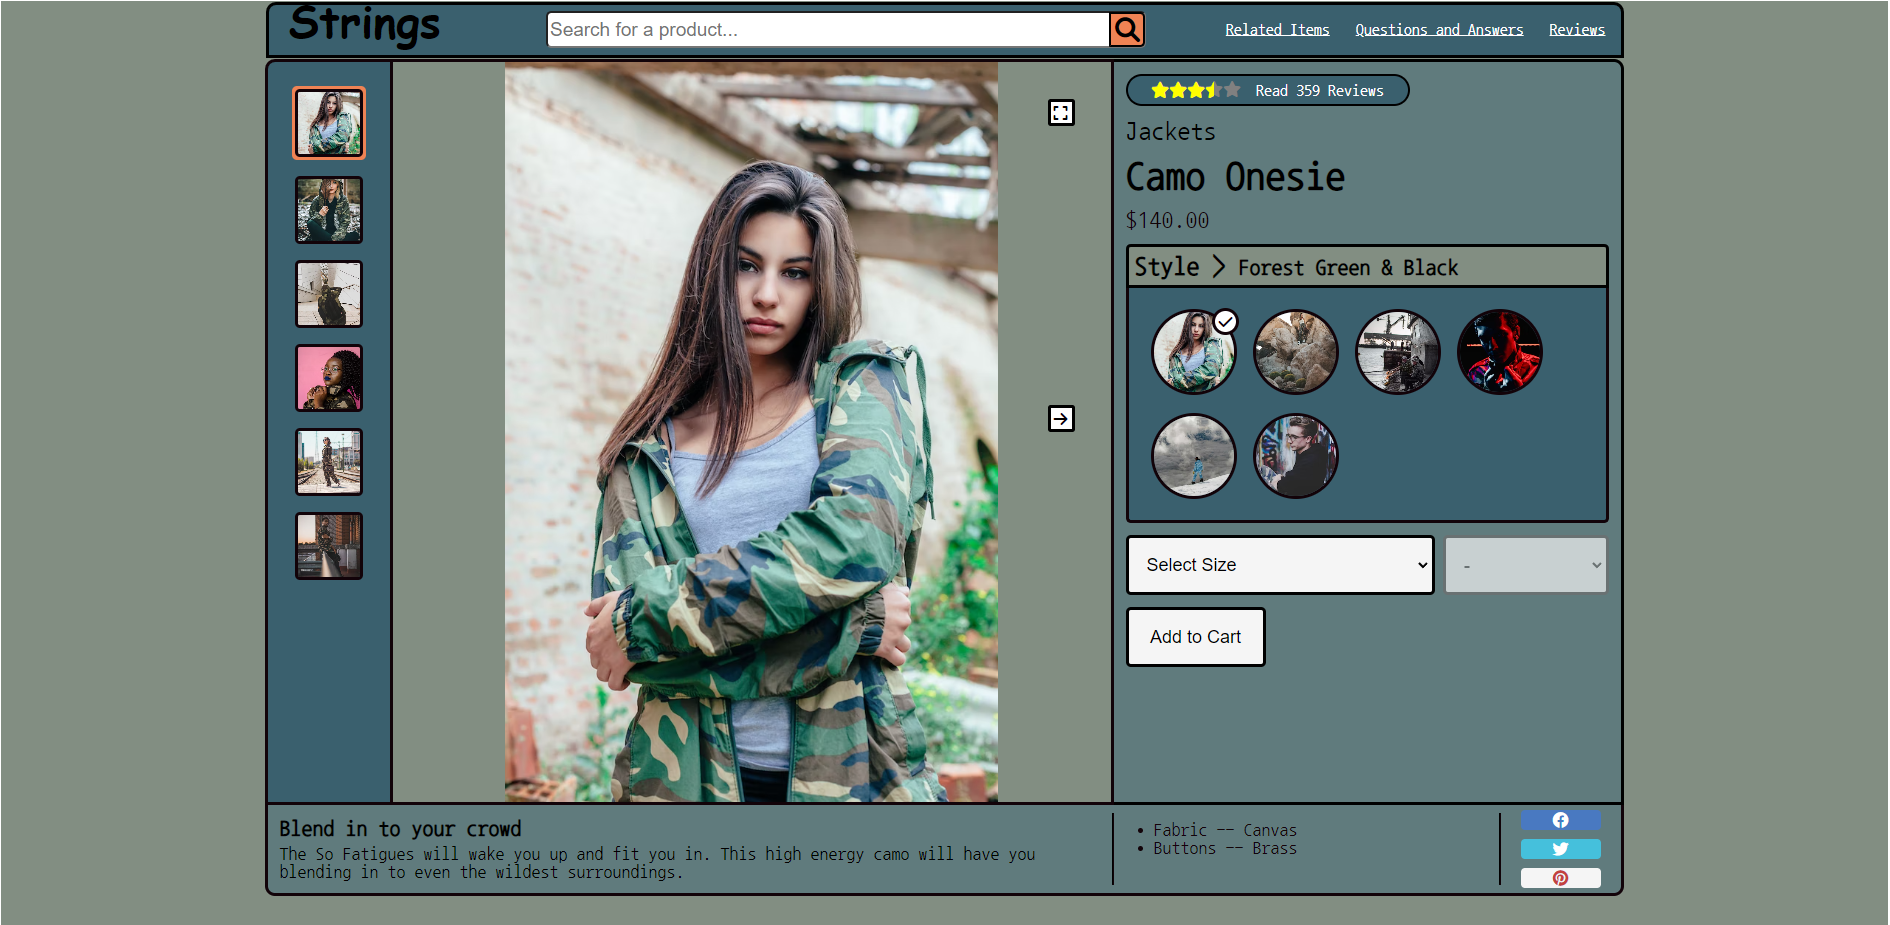 Strings
Search for a product...
Related Items
Questions and Answers
Reviews
Read 359 Reviews
Jackets
Camo Onesie
$140.00
Style > Forest Green & Black
Select Size
-
Add to Cart
Blend in to your crowd
The So Fatigues will wake you up and fit you in. This high energy camo will have you
blending in to even the wildest surroundings.
• Fabric -- Canvas
• Buttons -- Brass